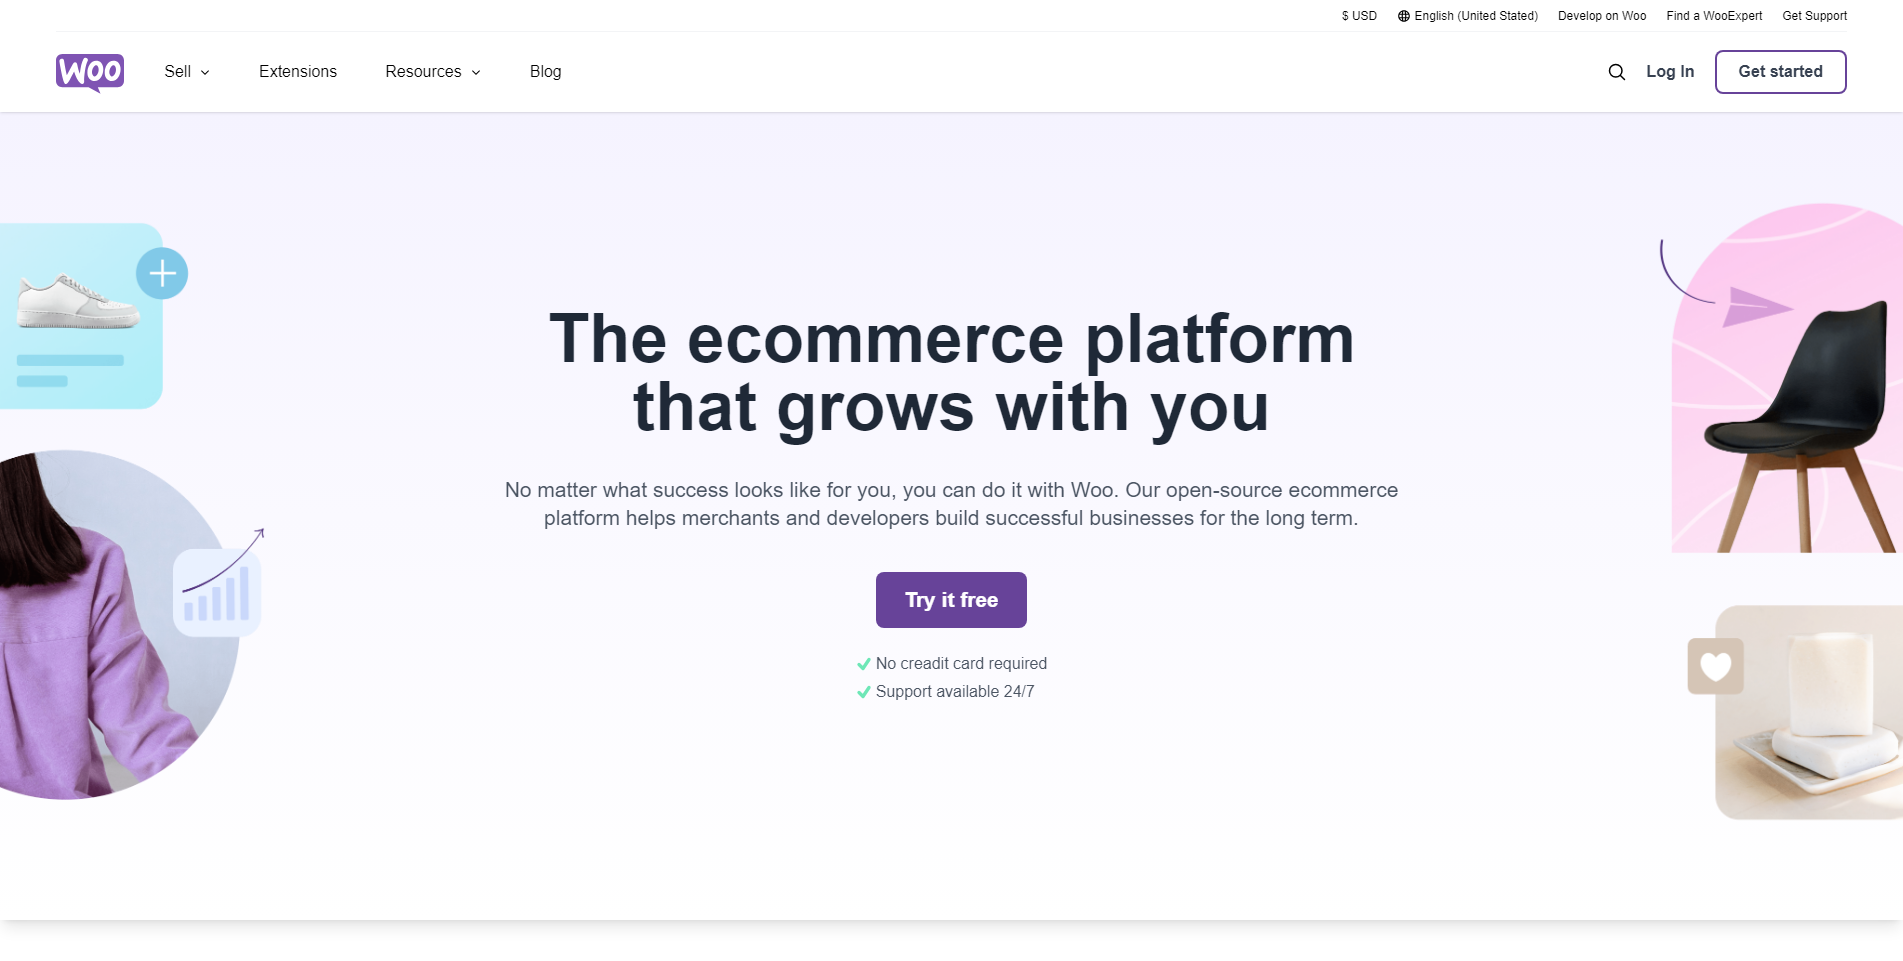 $ USD English (United Stated) Develop on Woo Find a WooExpert Get Support
Woo Sell Extensions Resources Blog Log In Get started
The ecommerce platform
that grows with you
No matter what success looks like for you, you can do it with Woo. Our open-source ecommerce
platform helps merchants and developers build successful businesses for the long term.
Try it free
No creadit card required
Support available 24/7